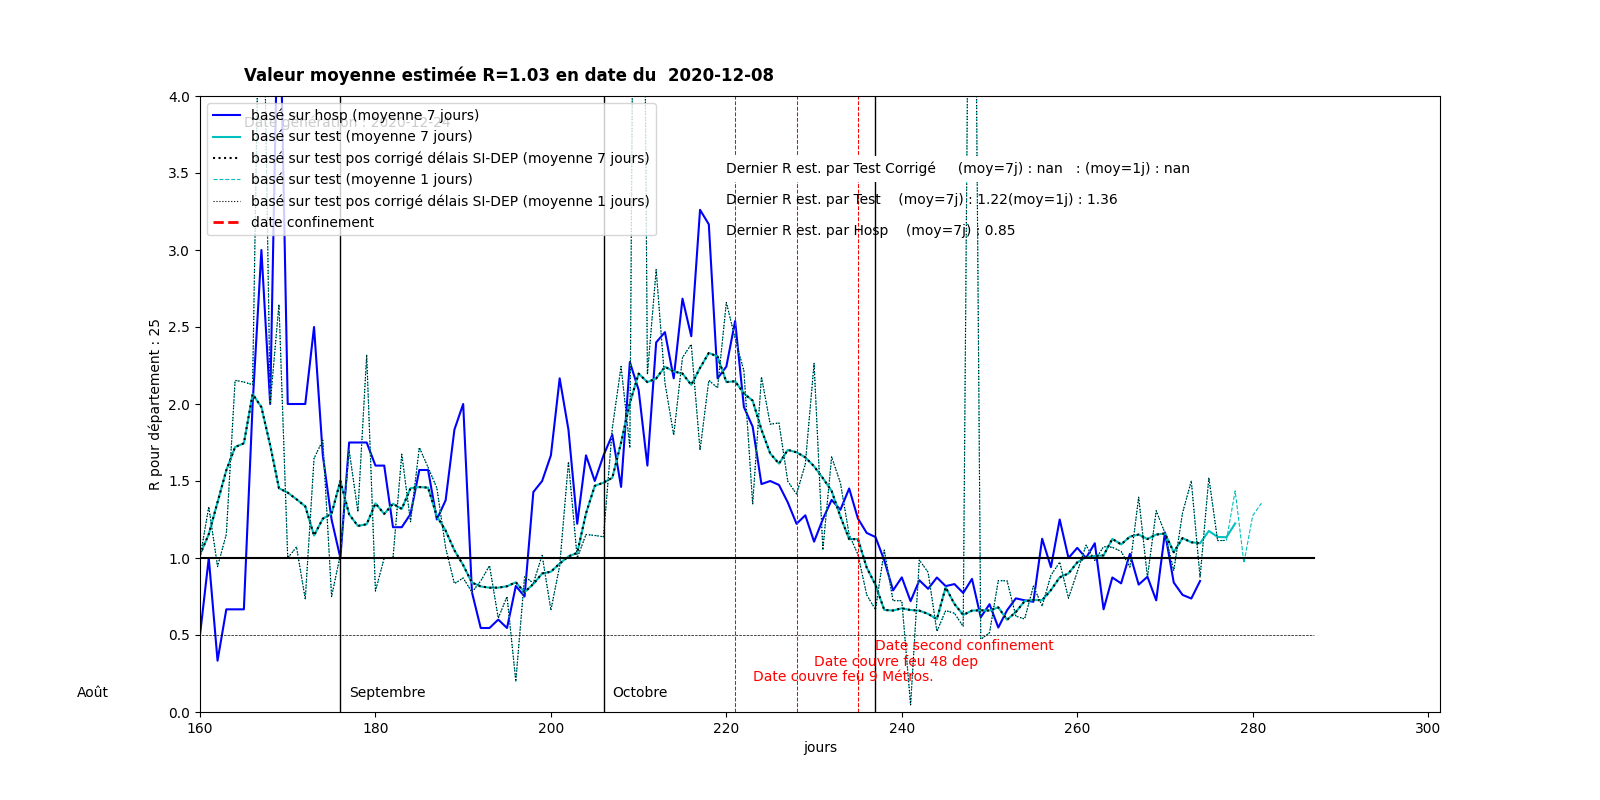 Valeur moyenne estimée R=1.03 en date du  2020-12-08
Date génération : 2020-12-24
basé sur hosp (moyenne 7 jours)
basé sur test (moyenne 7 jours)
basé sur test pos corrigé délais SI-DEP (moyenne 7 jours)
basé sur test (moyenne 1 jours)
basé sur test pos corrigé délais SI-DEP (moyenne 1 jours)
date confinement
Dernier R est. par Test Corrigé     (moy=7j) : nan   : (moy=1j) : nan
Dernier R est. par Test    (moy=7j) : 1.22(moy=1j) : 1.36
Dernier R est. par Hosp    (moy=7j) : 0.85
R pour département : 25
4.0
3.5
3.0
2.5
2.0
1.5
1.0
0.5
0.0
Date second confinement
Date couvre feu 48 dep
Date couvre feu 9 Métros.
Août
Septembre
Octobre
160 180 200 220 240 260 280 300
jours